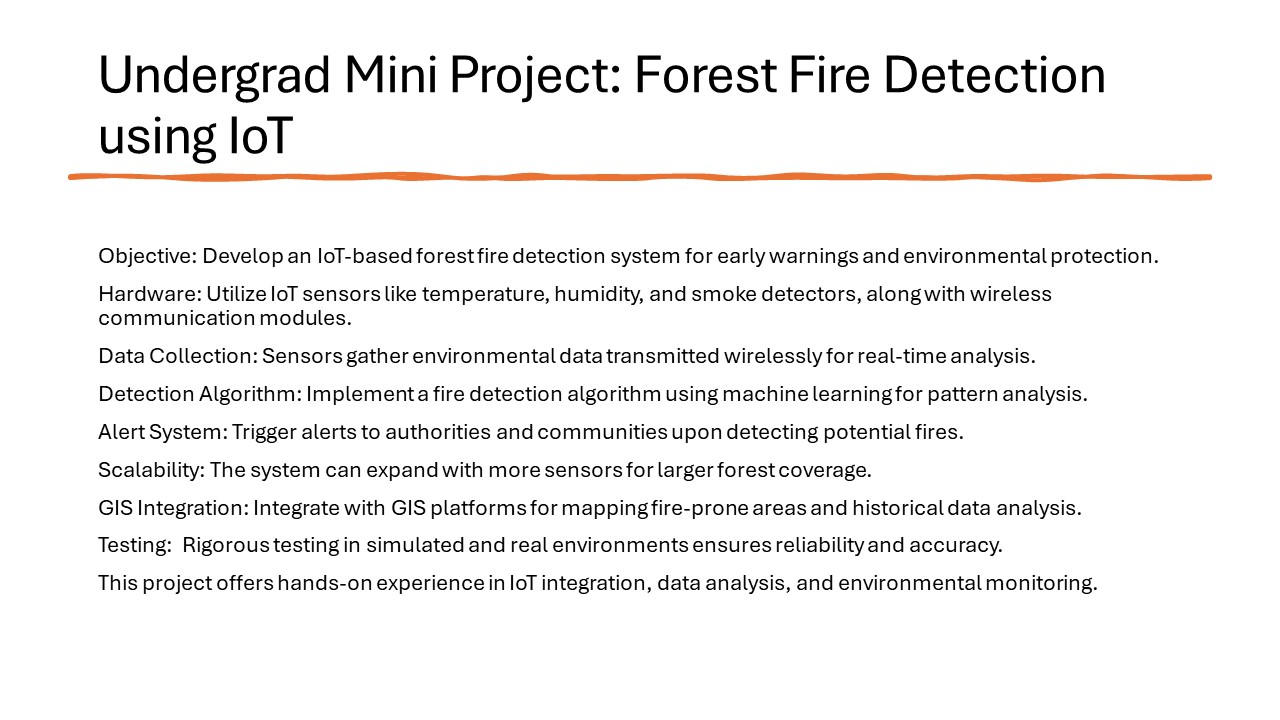 Undergrad Mini Project: Forest Fire Detection
using IoT
Objective: Develop an IoT-based forest fire detection system for early warnings and environmental protection.
Hardware: Utilize IoT sensors like temperature, humidity, and smoke detectors, along with wireless
communication modules.
Data Collection: Sensors gather environmental data transmitted wirelessly for real-time analysis.
Detection Algorithm: Implement a fire detection algorithm using machine learning for pattern analysis.
Alert System: Trigger alerts to authorities and communities upon detecting potential fires.
Scalability: The system can expand with more sensors for larger forest coverage.
GIS Integration: Integrate with GIS platforms for mapping fire-prone areas and historical data analysis.
Testing:  Rigorous testing in simulated and real environments ensures reliability and accuracy.
This project offers hands-on experience in IoT integration, data analysis, and environmental monitoring.